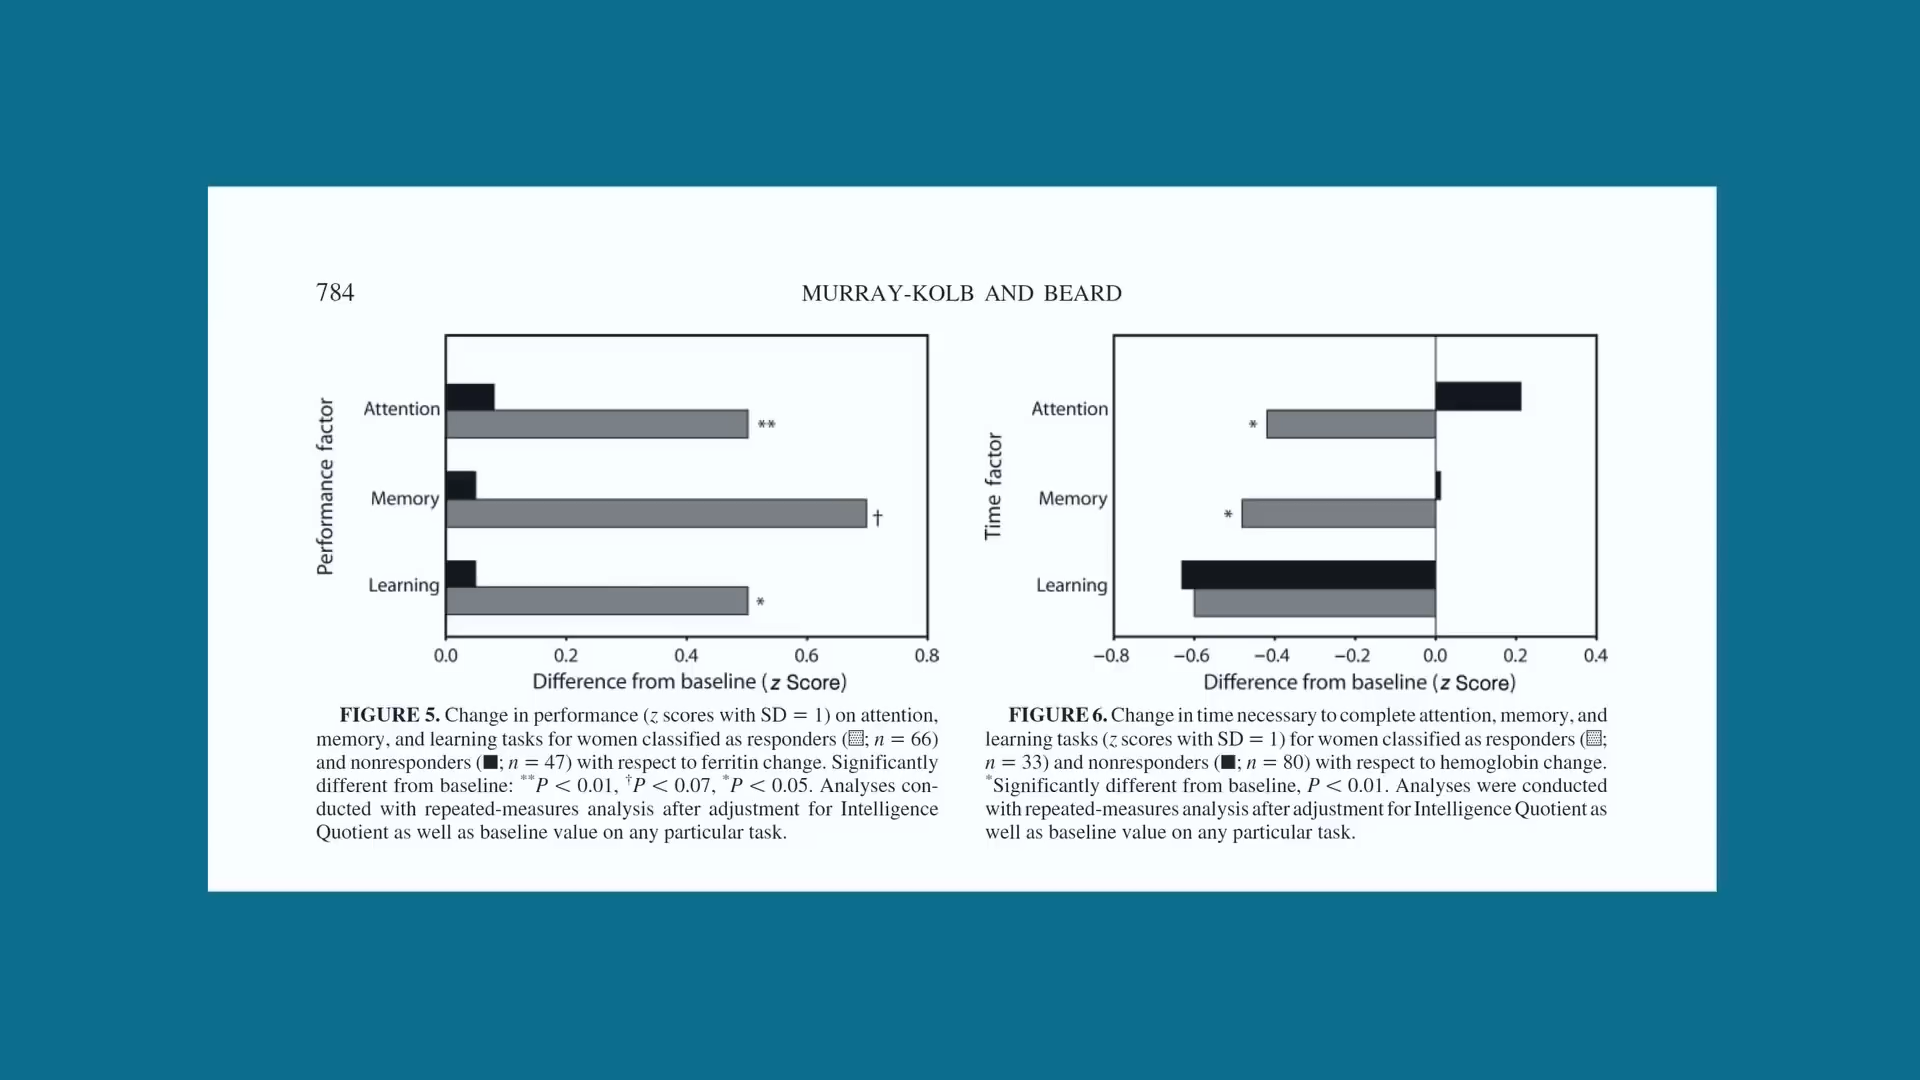 784
MURRAY-KOLB AND BEARD
Performance factor
Attention
**
Memory
†
Learning
*
0.0 0.2 0.4 0.6 0.8
Difference from baseline (z Score)
FIGURE 5. Change in performance (z scores with SD = 1) on attention,
memory, and learning tasks for women classified as responders (▒; n = 66)
and nonresponders (■; n = 47) with respect to ferritin change. Significantly
different from baseline: **P < 0.01, †P < 0.07, *P < 0.05. Analyses con-
ducted with repeated-measures analysis after adjustment for Intelligence
Quotient as well as baseline value on any particular task.
Time factor
Attention
*
Memory
*
Learning
−0.8 −0.6 −0.4 −0.2 0.0 0.2 0.4
Difference from baseline (z Score)
FIGURE 6. Change in time necessary to complete attention, memory, and
learning tasks (z scores with SD = 1) for women classified as responders (▒;
n = 33) and nonresponders (■; n = 80) with respect to hemoglobin change.
*Significantly different from baseline, P < 0.01. Analyses were conducted
with repeated-measures analysis after adjustment for Intelligence Quotient as
well as baseline value on any particular task.